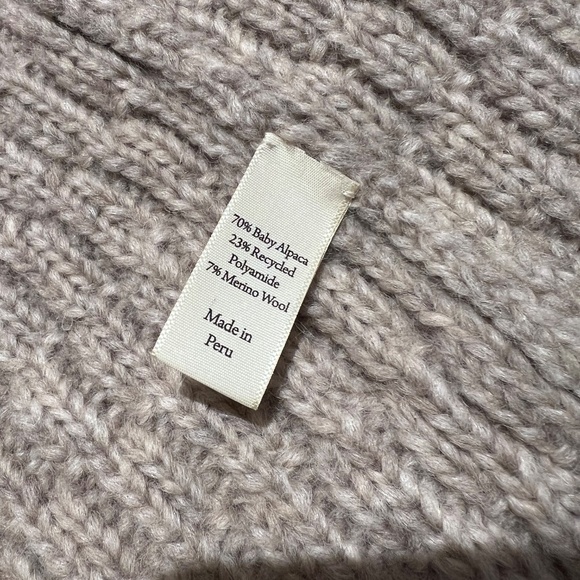 70% Baby Alpaca
23% Recycled
Polyamide
7% Merino Wool
Made in
Peru